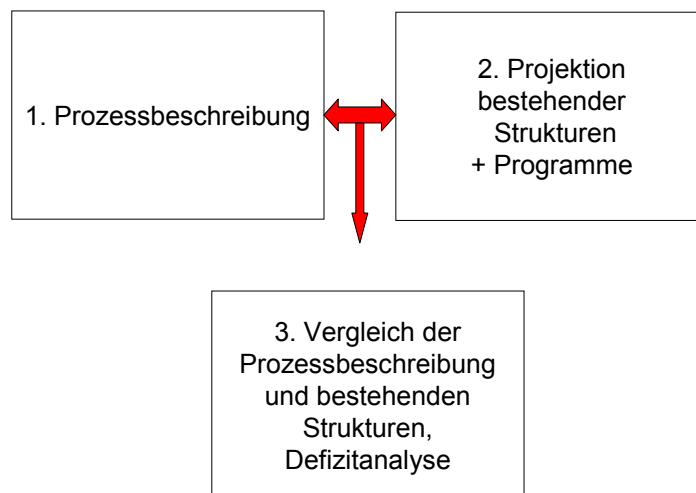 1. Prozessbeschreibung
2. Projektion
bestehender
Strukturen
+ Programme
3. Vergleich der
Prozessbeschreibung
und bestehenden
Strukturen,
Defizitanalyse